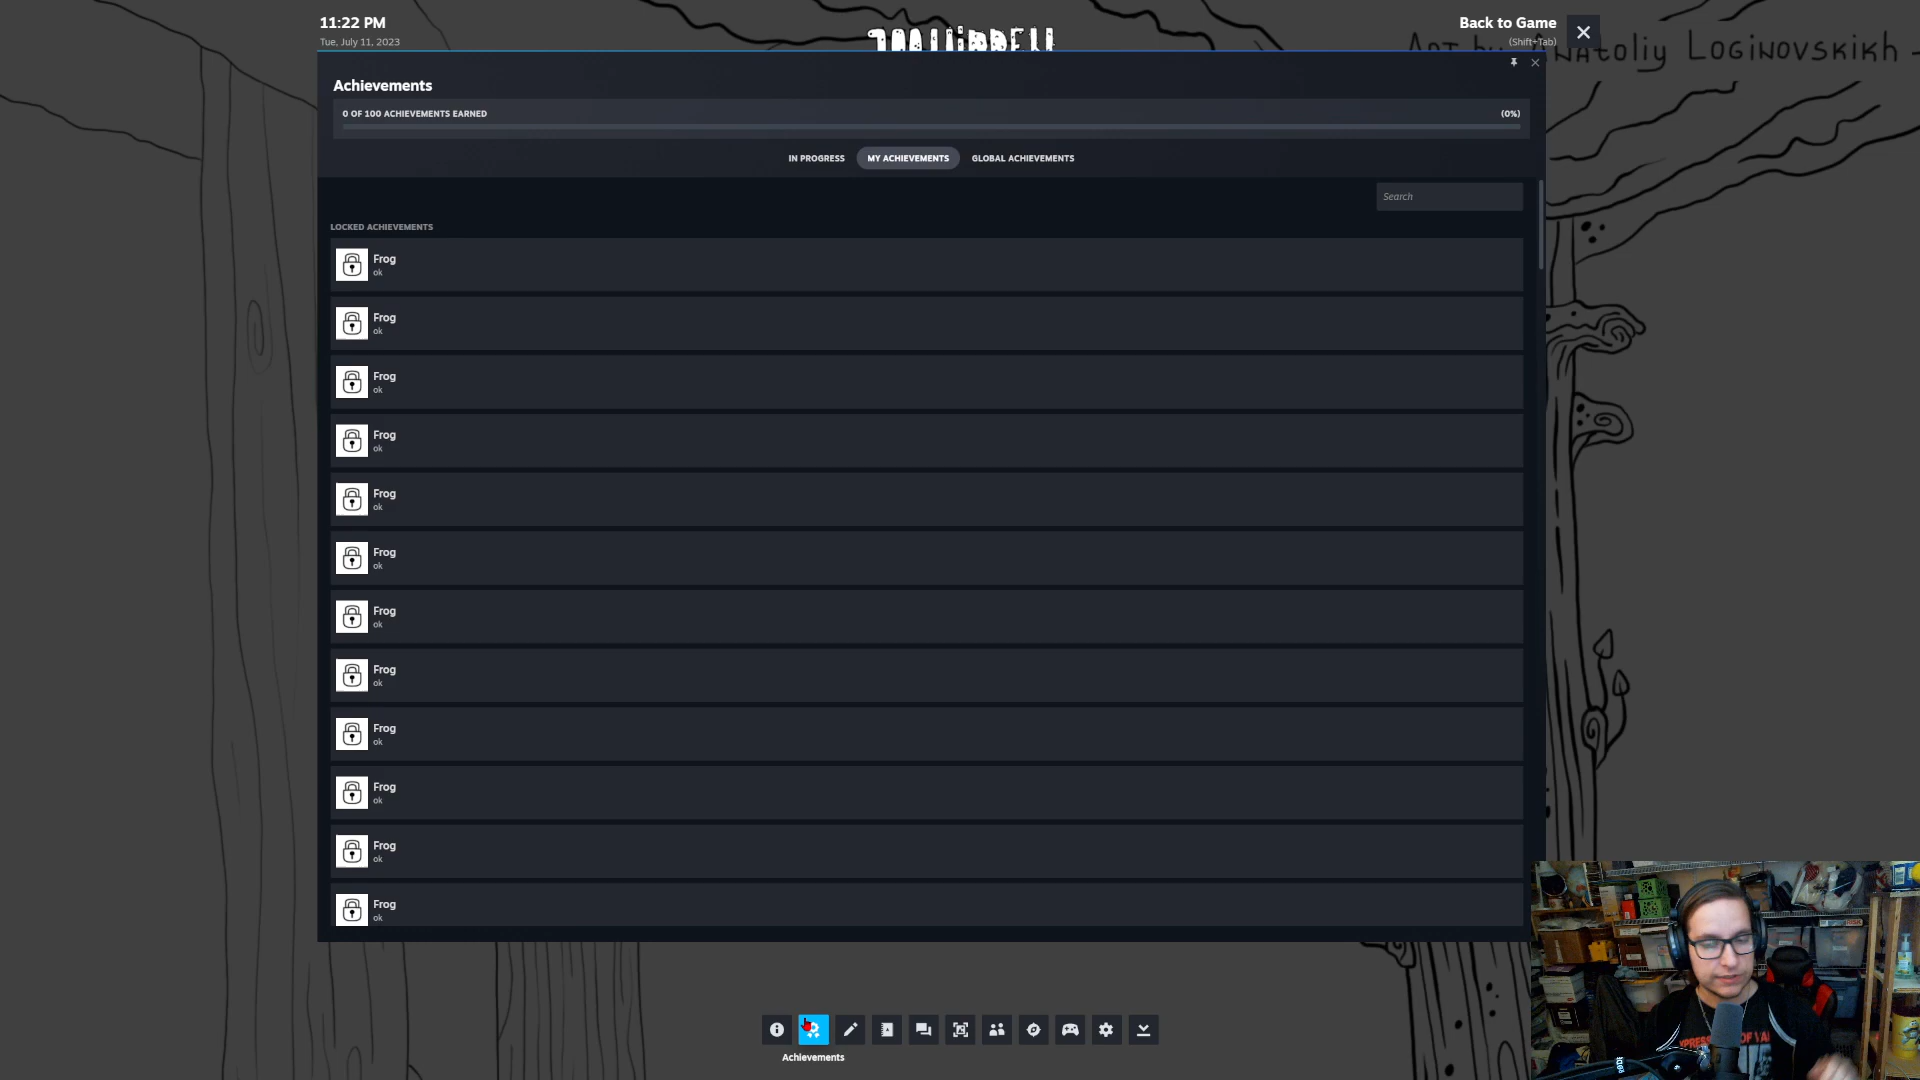 11:22 PM
Tue, July 11, 2023
Back to Game
(Shift+Tab)
Anatoliy Loginovskikh
Achievements
0 OF 100 ACHIEVEMENTS EARNED
(0%)
IN PROGRESS
MY ACHIEVEMENTS
GLOBAL ACHIEVEMENTS
Search
LOCKED ACHIEVEMENTS
Frog
ok
Frog
ok
Frog
ok
Frog
ok
Frog
ok
Frog
ok
Frog
ok
Frog
ok
Frog
ok
Frog
ok
Frog
ok
Frog
ok
Achievements